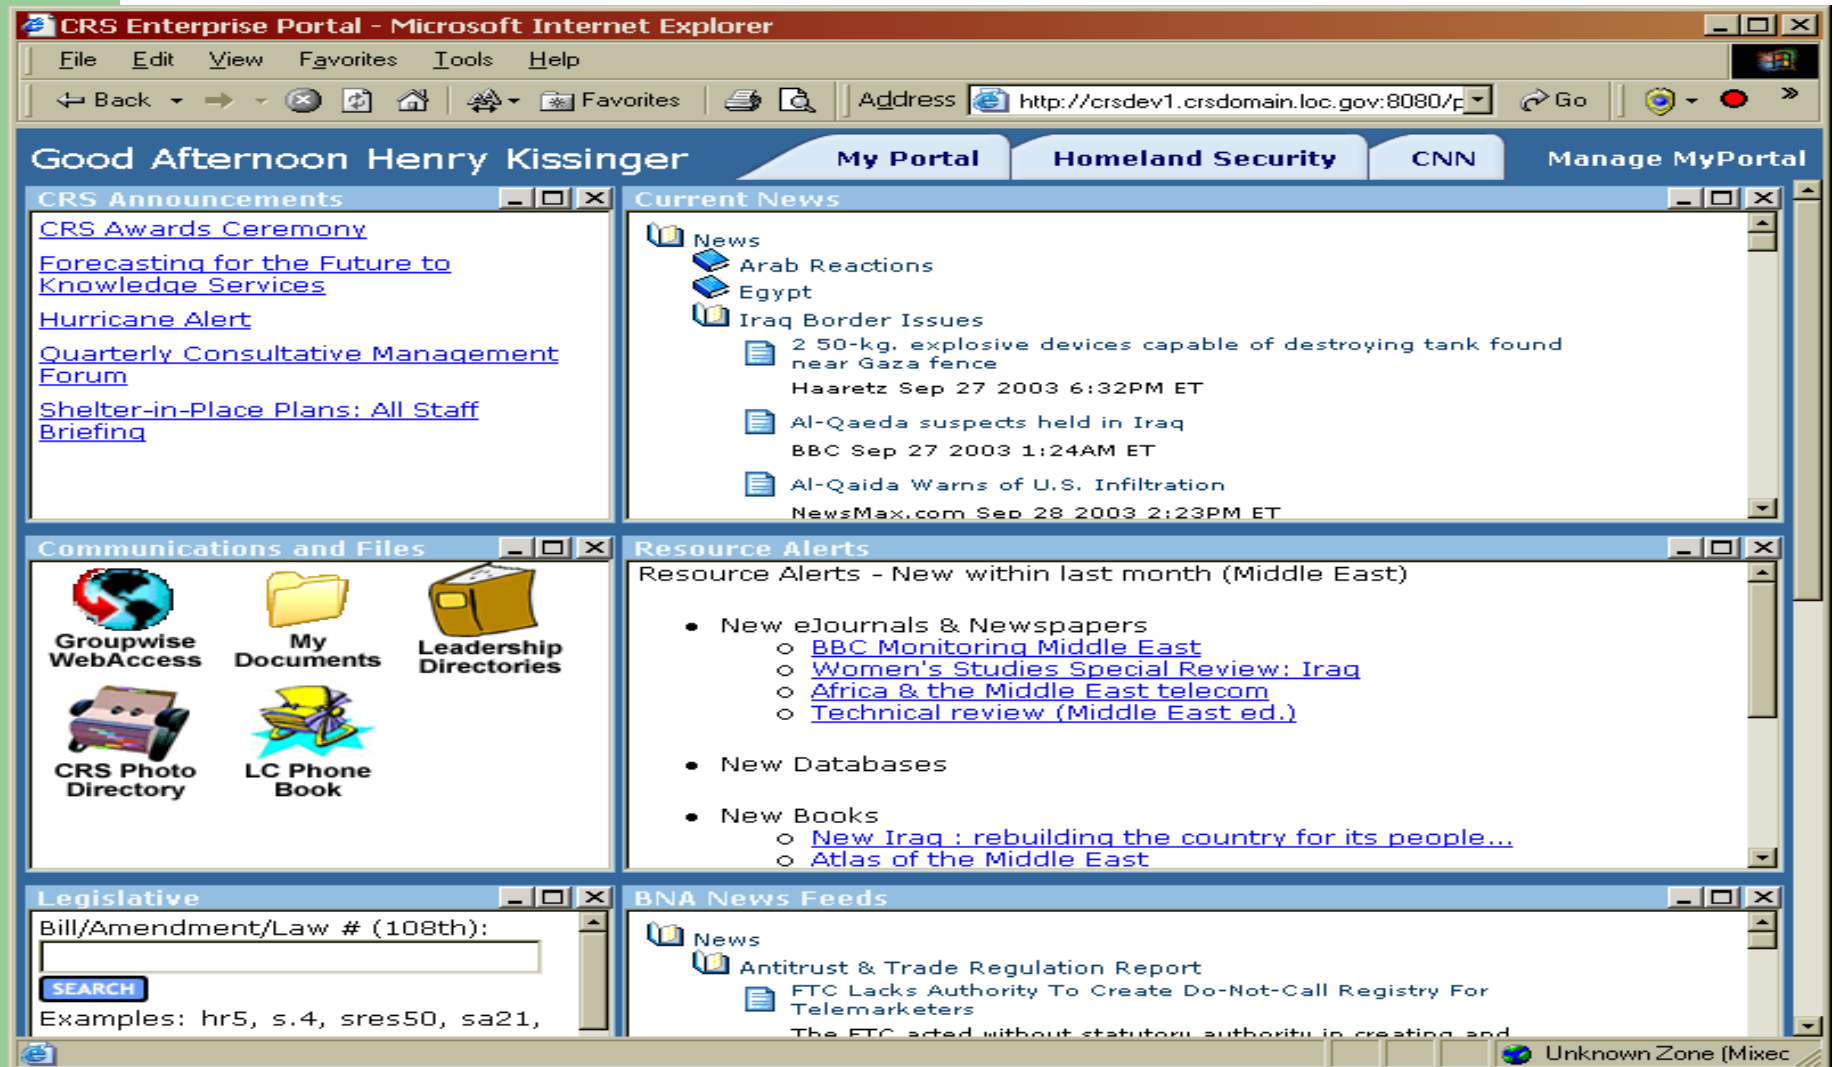 CRS Enterprise Portal - Microsoft Internet Explorer
File Edit View Favorites Tools Help
Back Favorites Address http://crsdev1.crsdomain.loc.gov:8080/p Go »
Good Afternoon Henry Kissinger My Portal Homeland Security CNN Manage MyPortal
CRS Announcements
CRS Awards Ceremony
Forecasting for the Future to
Knowledge Services
Hurricane Alert
Quarterly Consultative Management
Forum
Shelter-in-Place Plans: All Staff
Briefing
Current News
News
Arab Reactions
Egypt
Iraq Border Issues
2 50-kg. explosive devices capable of destroying tank found
near Gaza fence
Haaretz Sep 27 2003 6:32PM ET
Al-Qaeda suspects held in Iraq
BBC Sep 27 2003 1:24AM ET
Al-Qaida Warns of U.S. Infiltration
NewsMax.com Sep 28 2003 2:23PM ET
Communications and Files
Groupwise
WebAccess
My
Documents
Leadership
Directories
CRS Photo
Directory
LC Phone
Book
Resource Alerts
Resource Alerts - New within last month (Middle East)
• New eJournals & Newspapers
o BBC Monitoring Middle East
o Women's Studies Special Review: Iraq
o Africa & the Middle East telecom
o Technical review (Middle East ed.)
• New Databases
• New Books
o New Iraq : rebuilding the country for its people...
o Atlas of the Middle East
Legislative
Bill/Amendment/Law # (108th):
SEARCH
Examples: hr5, s.4, sres50, sa21,
BNA News Feeds
News
Antitrust & Trade Regulation Report
FTC Lacks Authority To Create Do-Not-Call Registry For
Telemarketers
The FTC acted without statutory authority in creating and
Unknown Zone (Mixec